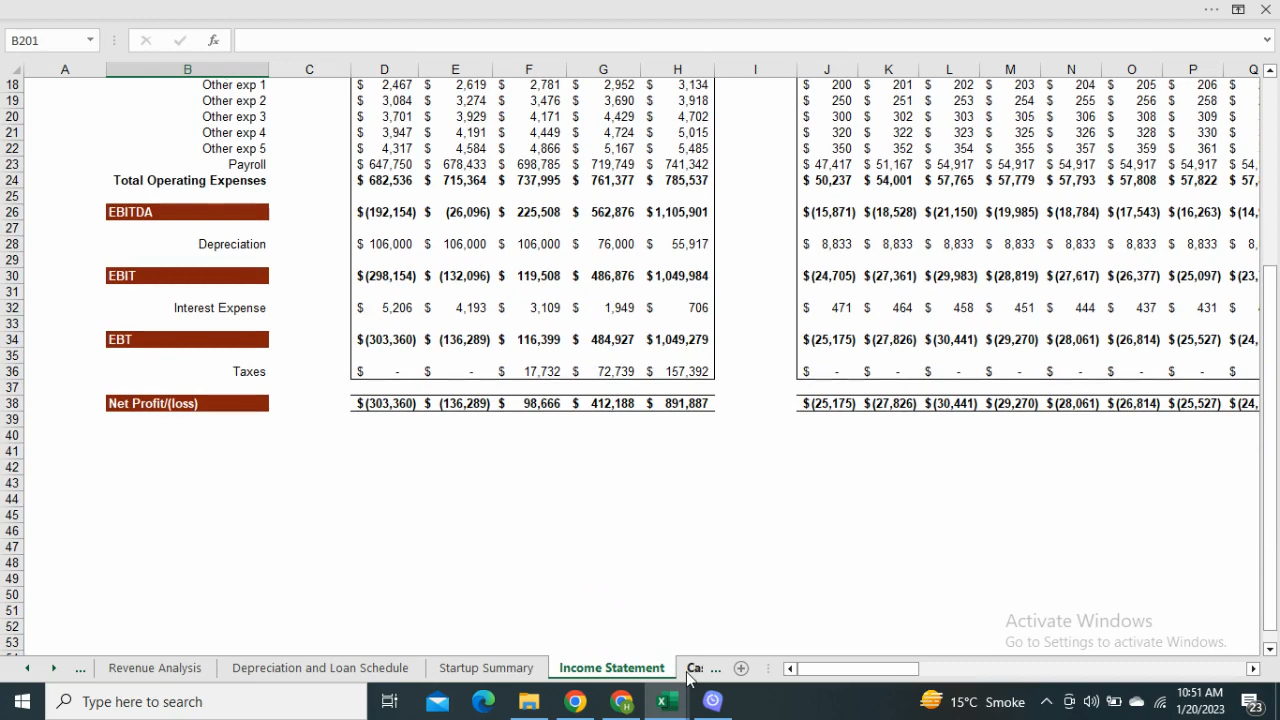 B201
fx
A B C D E F G H I J K L M N O P Q
18 Other exp 1 $ 2,467 $ 2,619 $ 2,781 $ 2,952 $ 3,134 $ 200 $ 201 $ 202 $ 203 $ 204 $ 205 $ 206 $
19 Other exp 2 $ 3,084 $ 3,274 $ 3,476 $ 3,690 $ 3,918 $ 250 $ 251 $ 253 $ 254 $ 255 $ 256 $ 258 $
20 Other exp 3 $ 3,701 $ 3,929 $ 4,171 $ 4,429 $ 4,702 $ 300 $ 302 $ 303 $ 305 $ 306 $ 308 $ 309 $
21 Other exp 4 $ 3,947 $ 4,191 $ 4,449 $ 4,724 $ 5,015 $ 320 $ 322 $ 323 $ 325 $ 326 $ 328 $ 330 $
22 Other exp 5 $ 4,317 $ 4,584 $ 4,866 $ 5,167 $ 5,485 $ 350 $ 352 $ 354 $ 355 $ 357 $ 359 $ 361 $
23 Payroll $ 647,750 $ 678,433 $ 698,785 $ 719,749 $ 741,342 $ 47,417 $ 51,167 $ 54,917 $ 54,917 $ 54,917 $ 54,917 $ 54,917 $ 54,
24 Total Operating Expenses $ 682,536 $ 715,364 $ 737,995 $ 761,377 $ 785,537 $ 50,237 $ 54,001 $ 57,765 $ 57,779 $ 57,793 $ 57,808 $ 57,822 $ 57,
25
26 EBITDA $(192,154) $ (26,096) $ 225,508 $ 562,876 $1,105,901 $(15,871) $(18,528) $(21,150) $(19,985) $(18,784) $(17,543) $(16,263) $(14,
27
28 Depreciation $ 106,000 $ 106,000 $ 106,000 $ 76,000 $ 55,917 $ 8,833 $ 8,833 $ 8,833 $ 8,833 $ 8,833 $ 8,833 $ 8,833 $ 8,
29
30 EBIT $(298,154) $ (132,096) $ 119,508 $ 486,876 $1,049,984 $(24,705) $(27,361) $(29,983) $(28,819) $(27,617) $(26,377) $(25,097) $(23,
31
32 Interest Expense $ 5,206 $ 4,193 $ 3,109 $ 1,949 $ 706 $ 471 $ 464 $ 458 $ 451 $ 444 $ 437 $ 431 $
33
34 EBT $(303,360) $ (136,289) $ 116,399 $ 484,927 $1,049,279 $(25,175) $(27,826) $(30,441) $(29,270) $(28,061) $(26,814) $(25,527) $(24,
35
36 Taxes $ - $ - $ 17,732 $ 72,739 $ 157,392 $ - $ - $ - $ - $ - $ - $ - $
37
38 Net Profit/(loss) $(303,360) $ (136,289) $ 98,666 $ 412,188 $ 891,887 $(25,175) $(27,826) $(30,441) $(29,270) $(28,061) $(26,814) $(25,527) $(24,
39
40
41
42
43
44
45
46
47
48
49
50
51
52
53
Activate Windows
Go to Settings to activate Windows.
... Revenue Analysis Depreciation and Loan Schedule Startup Summary Income Statement Cas ...
Type here to search
15°C Smoke
10:51 AM
1/20/2023
23